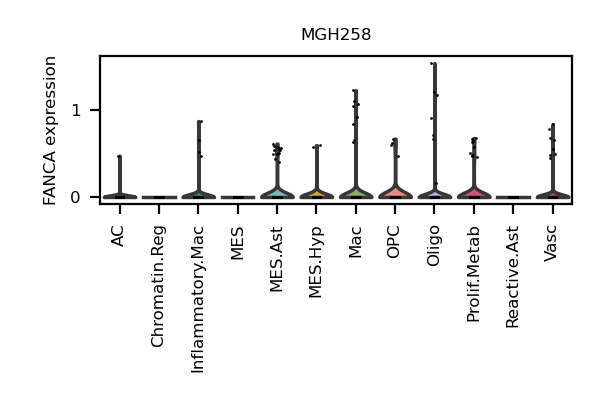 MGH258
FANCA expression
1
0
AC
Chromatin.Reg
Inflammatory.Mac
MES
MES.Ast
MES.Hyp
Mac
OPC
Oligo
Prolif.Metab
Reactive.Ast
Vasc